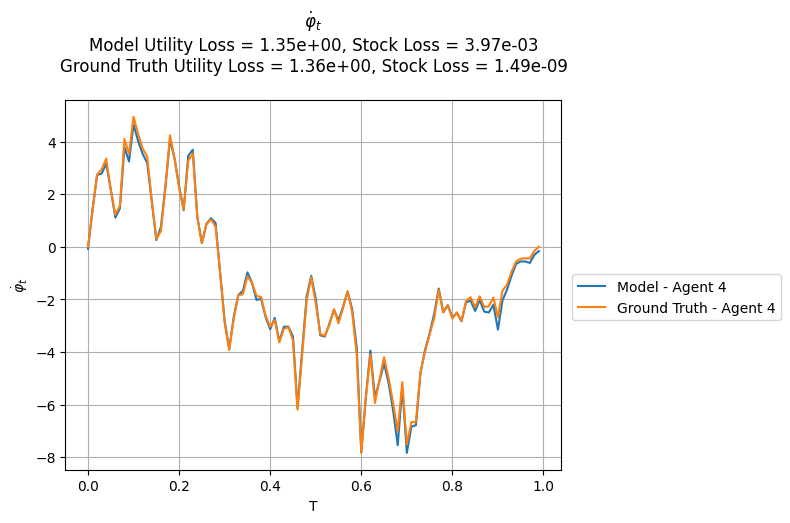 φ̇ₜ
Model Utility Loss = 1.35e+00, Stock Loss = 3.97e-03
Ground Truth Utility Loss = 1.36e+00, Stock Loss = 1.49e-09
4
2
0
−2
−4
−6
−8
φ̇ₜ
0.0 0.2 0.4 0.6 0.8 1.0
T
Model - Agent 4
Ground Truth - Agent 4